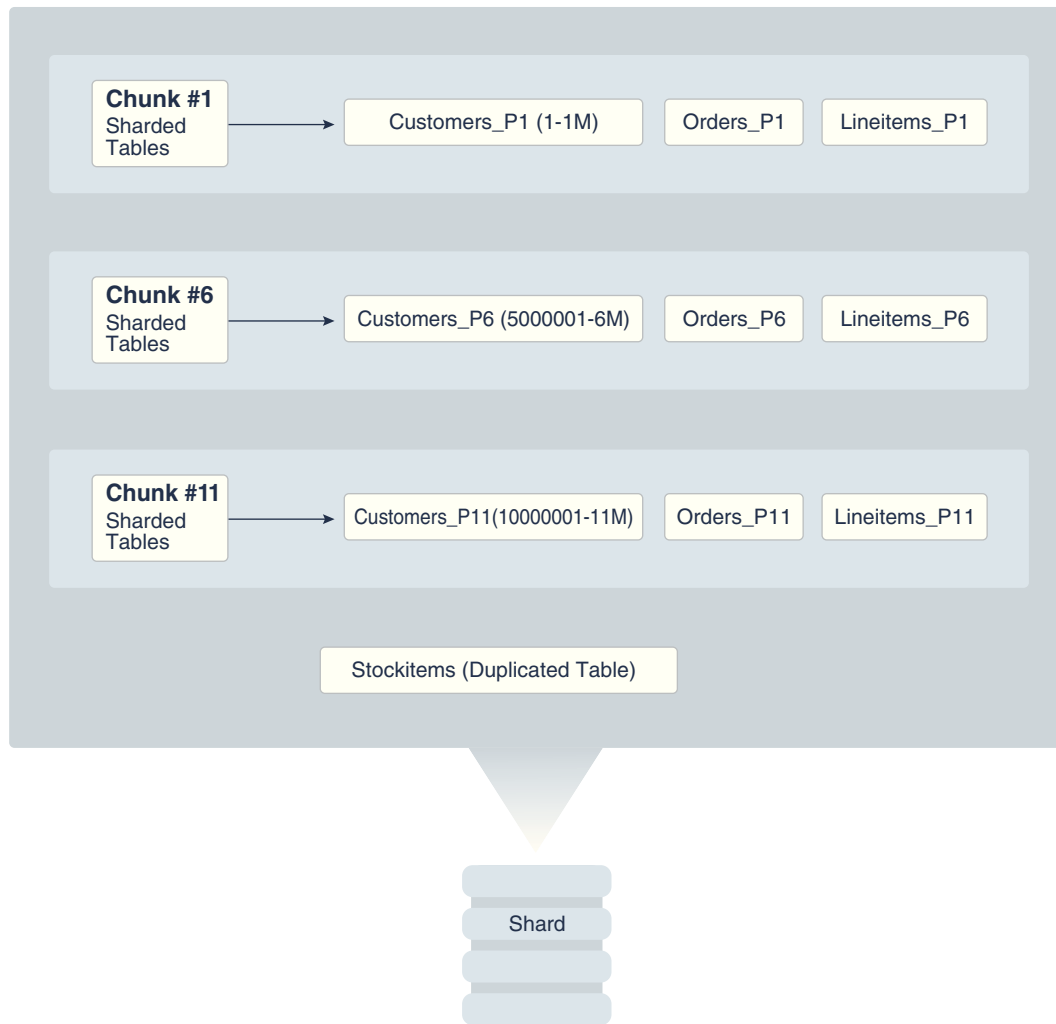 Chunk #1
Sharded
Tables
Customers_P1 (1-1M)
Orders_P1
Lineitems_P1
Chunk #6
Sharded
Tables
Customers_P6 (5000001-6M)
Orders_P6
Lineitems_P6
Chunk #11
Sharded
Tables
Customers_P11(10000001-11M)
Orders_P11
Lineitems_P11
Stockitems (Duplicated Table)
Shard